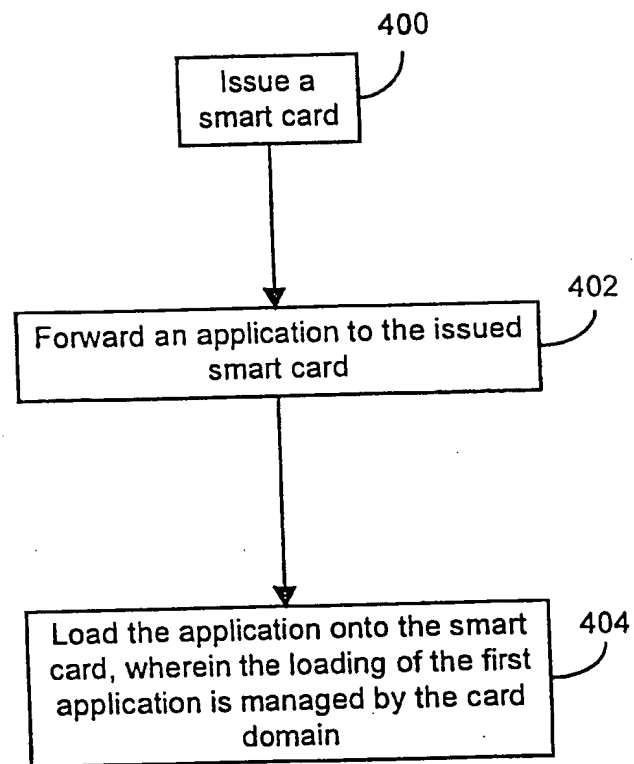 400
Issue a
smart card
402
Forward an application to the issued
smart card
Load the application onto the smart
card, wherein the loading of the first
application is managed by the card
domain
404